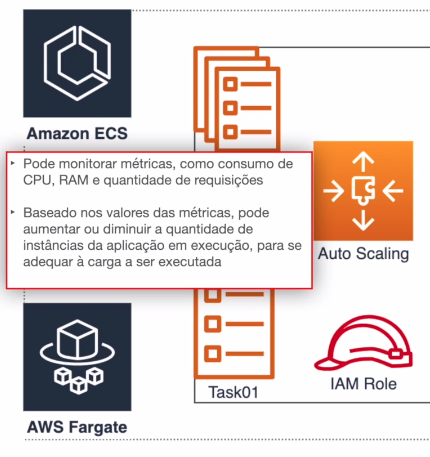 Amazon ECS
‣ Pode monitorar métricas, como consumo de
CPU, RAM e quantidade de requisições
‣ Baseado nos valores das métricas, pode
aumentar ou diminuir a quantidade de
instâncias da aplicação em execução, para se
adequar à carga a ser executada
Auto Scaling
Task01
IAM Role
AWS Fargate